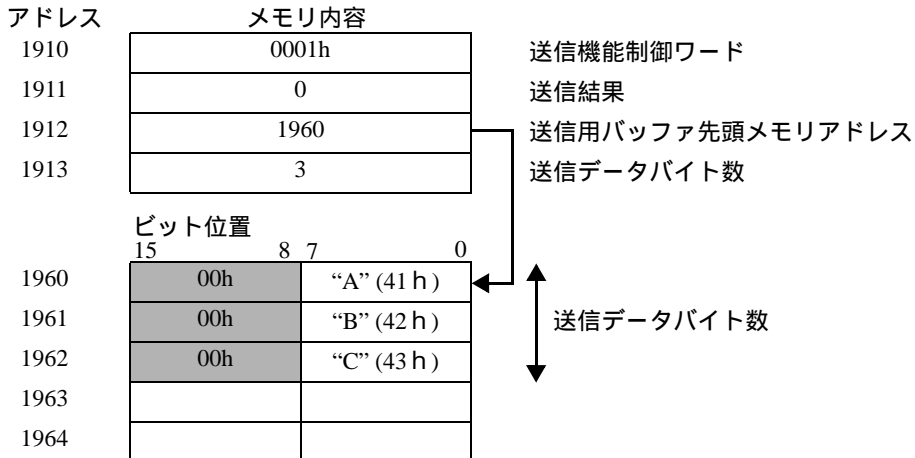 アドレス メモリ内容
1910 0001h 送信機能制御ワード
1911 0 送信結果
1912 1960 送信用バッファ先頭メモリアドレス
1913 3 送信データバイト数
ビット位置
15 8 7 0
1960 00h “A” (41ｈ)
1961 00h “B” (42ｈ) 送信データバイト数
1962 00h “C” (43ｈ)
1963
1964